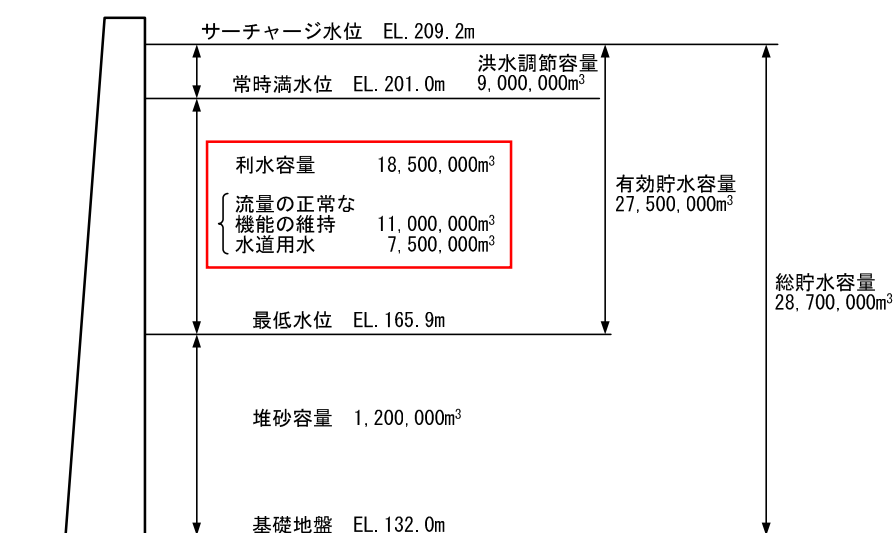 サーチャージ水位 EL.209.2m
洪水調節容量
9,000,000m³
常時満水位 EL.201.0m
利水容量 18,500,000m³
流量の正常な
機能の維持 11,000,000m³
水道用水 7,500,000m³
有効貯水容量
27,500,000m³
総貯水容量
28,700,000m³
最低水位 EL.165.9m
堆砂容量 1,200,000m³
基礎地盤 EL.132.0m